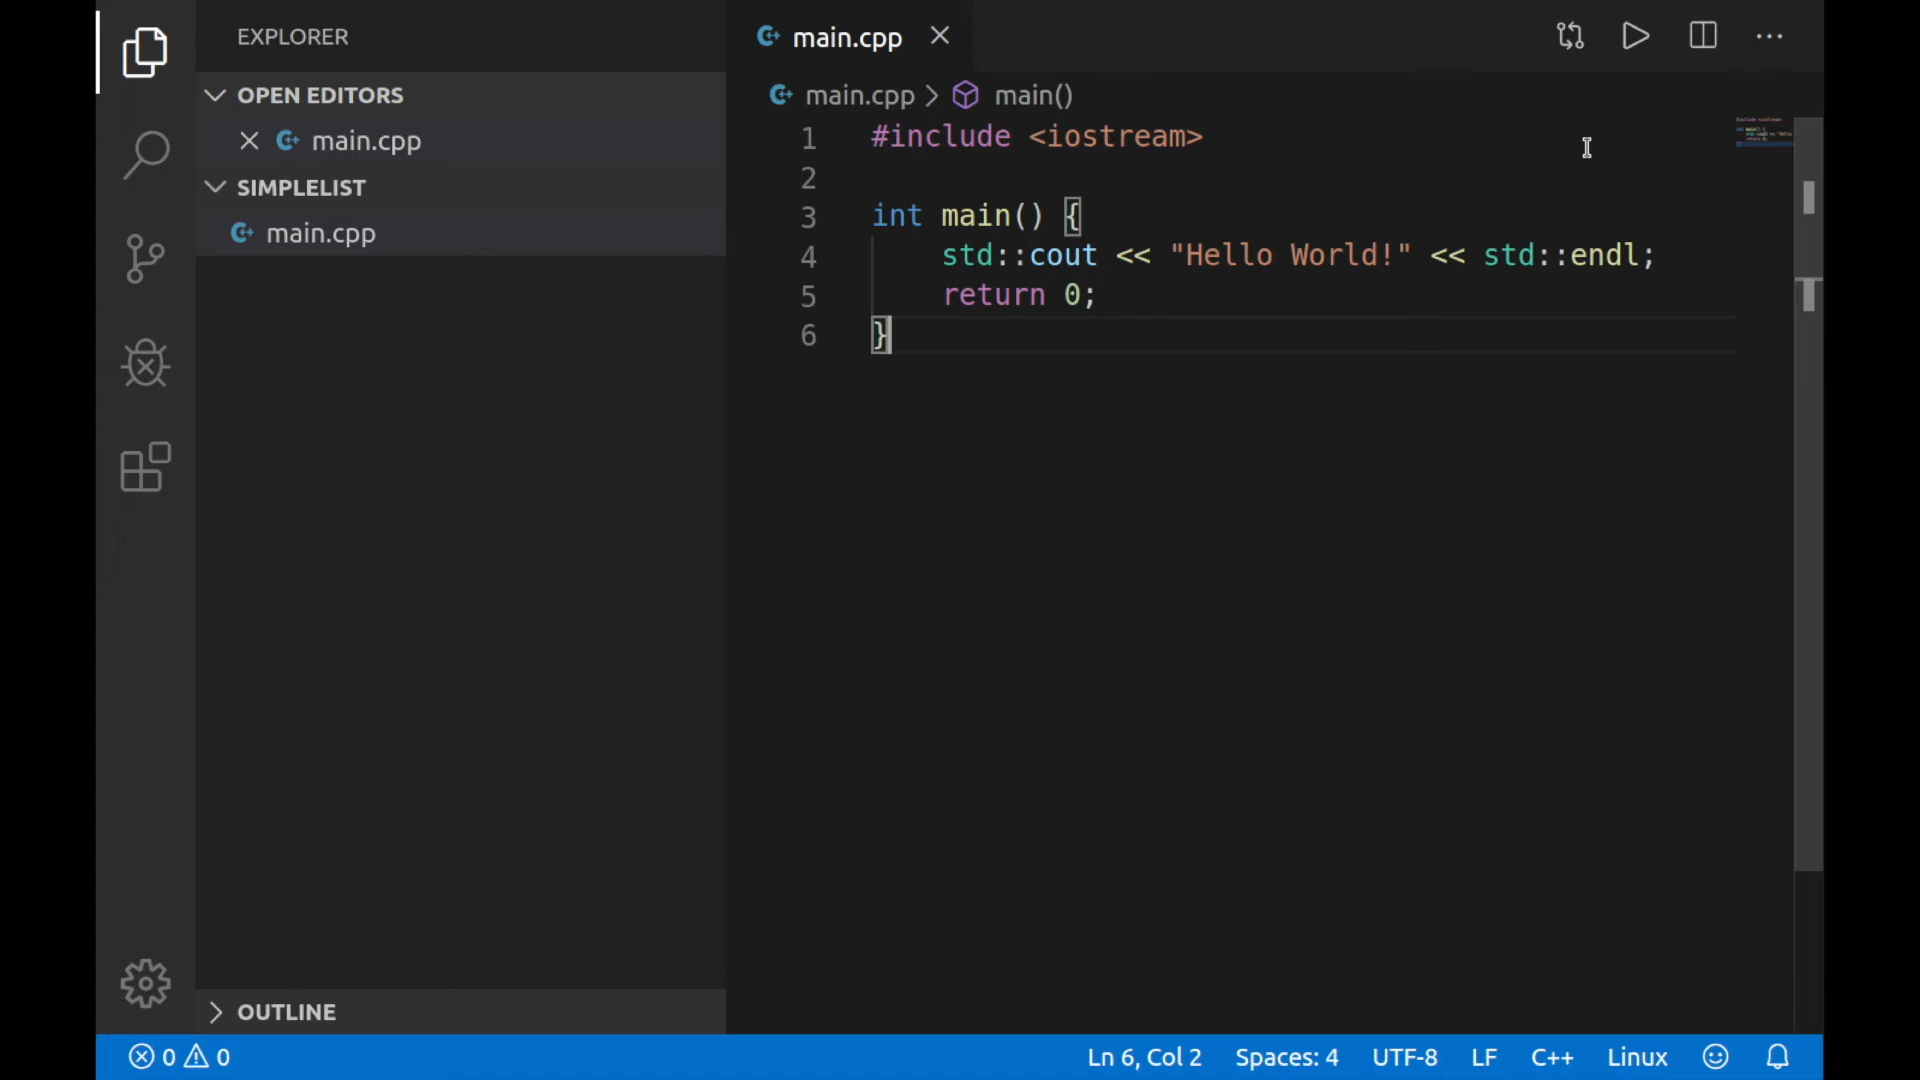 EXPLORER
OPEN EDITORS
main.cpp
SIMPLELIST
main.cpp
OUTLINE
main.cpp
main.cpp > main()
1 #include <iostream>
2
3 int main() {
4 std::cout << "Hello World!" << std::endl;
5 return 0;
6 }
0 0 Ln 6, Col 2 Spaces: 4 UTF-8 LF C++ Linux